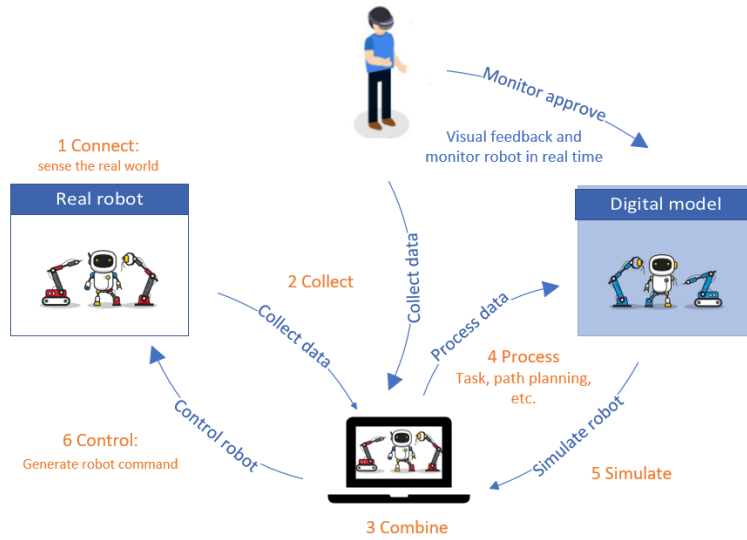 Monitor approve
Visual feedback and
monitor robot in real time
1 Connect:
sense the real world
Real robot
Digital model
2 Collect
Collect data
Collect data
Process data
4 Process
Task, path planning,
etc.
Control robot
Simulate robot
6 Control:
Generate robot command
5 Simulate
3 Combine